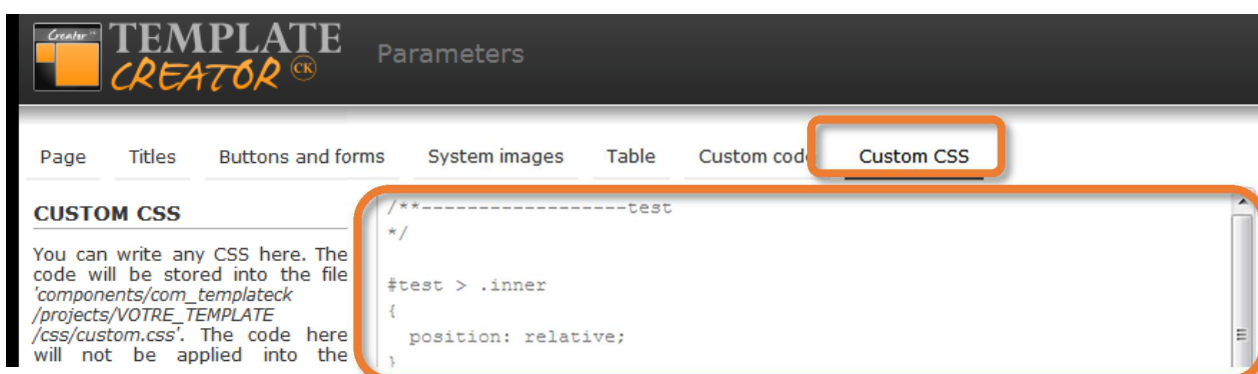 Creator™
TEMPLATE
CREATOR CK
Parameters
Page Titles Buttons and forms System images Table Custom code Custom CSS
CUSTOM CSS
You can write any CSS here. The
code will be stored into the file
'components/com_templateck
/projects/VOTRE_TEMPLATE
/css/custom.css'. The code here
will not be applied into the
/**------------------test
*/
#test > .inner
{
position: relative;
}